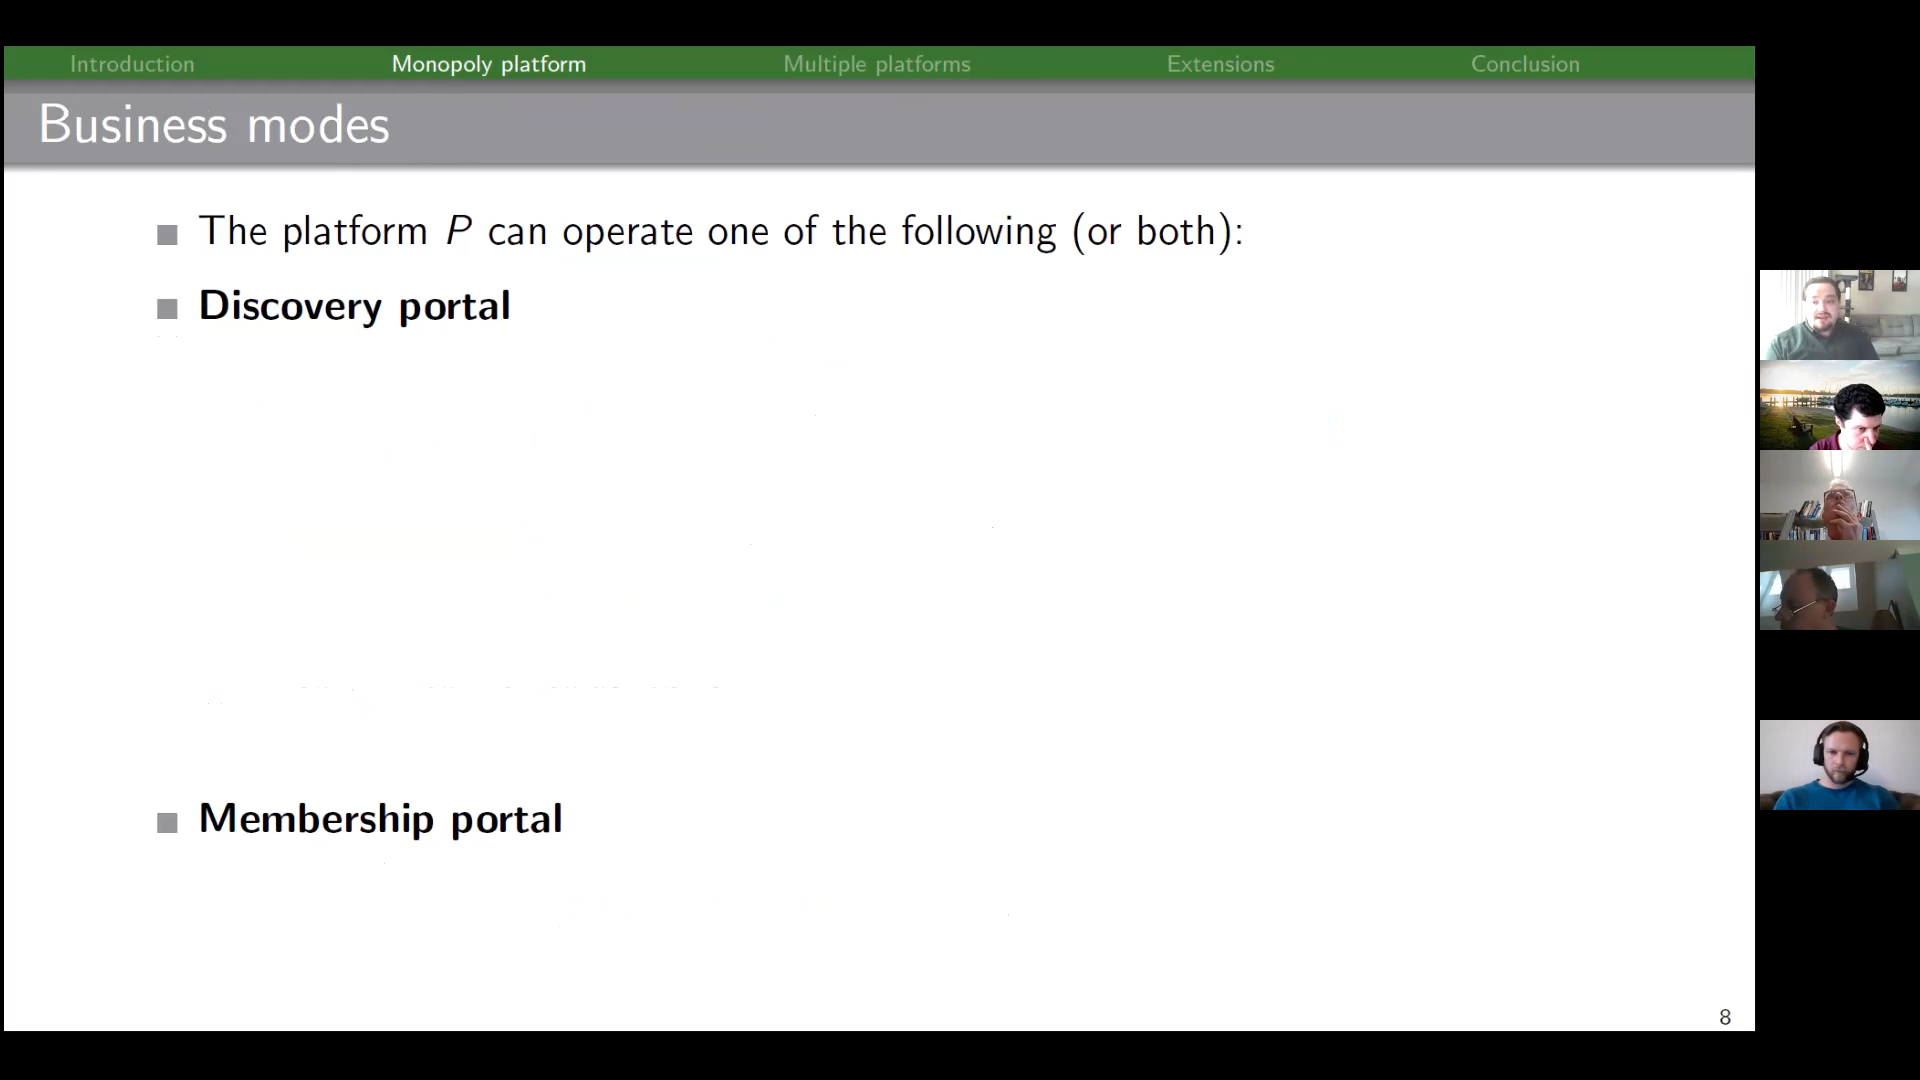 Introduction Monopoly platform Multiple platforms Extensions Conclusion
Business modes
The platform P can operate one of the following (or both):
Discovery portal
Membership portal
8